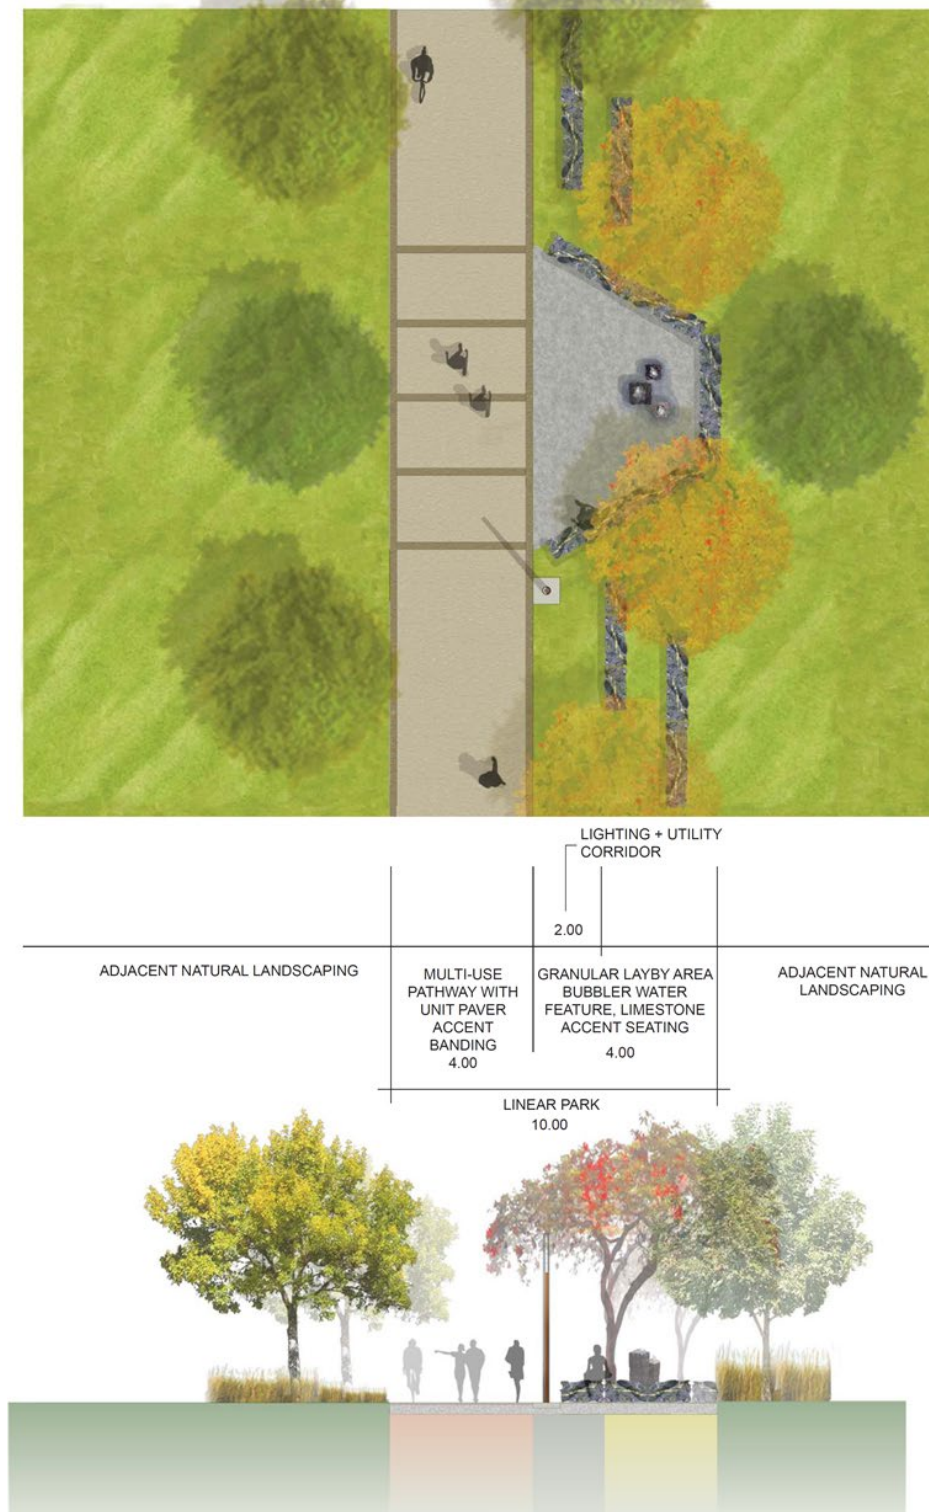 LIGHTING + UTILITY
CORRIDOR
2.00
ADJACENT NATURAL LANDSCAPING
MULTI-USE
PATHWAY WITH
UNIT PAVER
ACCENT
BANDING
4.00
GRANULAR LAYBY AREA
BUBBLER WATER
FEATURE, LIMESTONE
ACCENT SEATING
4.00
ADJACENT NATURAL
LANDSCAPING
LINEAR PARK
10.00